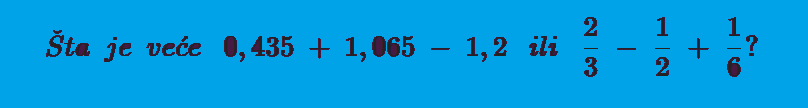 Šta je veće 0,435 + 1,065 − 1,2 ili 2/3 − 1/2 + 1/6?